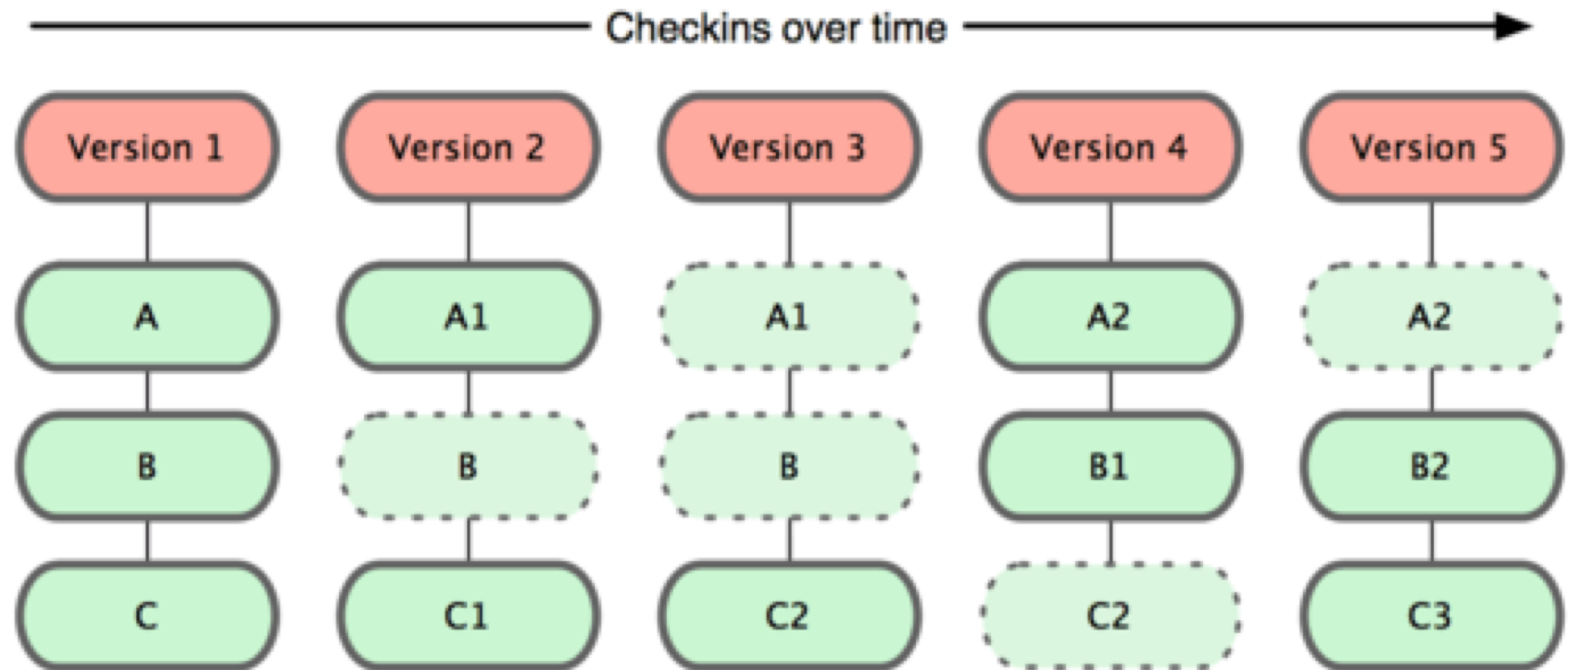 Checkins over time
Version 1 Version 2 Version 3 Version 4 Version 5
A A1 A1 A2 A2
B B B B1 B2
C C1 C2 C2 C3